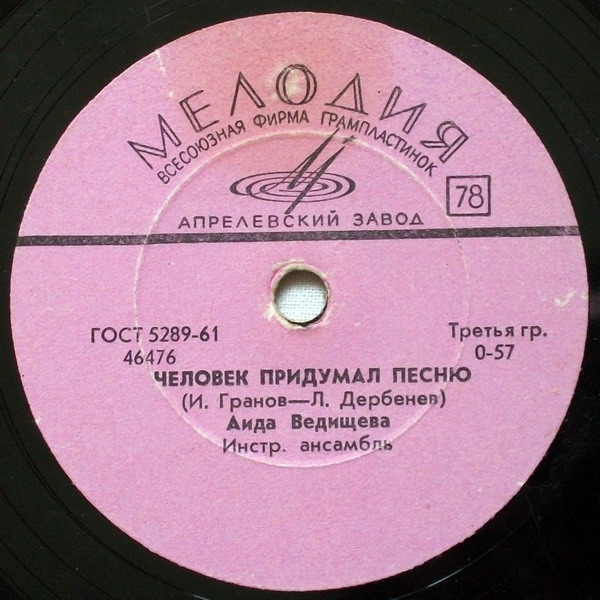 МЕЛОДИЯ
ВСЕСОЮЗНАЯ ФИРМА ГРАМПЛАСТИНОК
78
АПРЕЛЕВСКИЙ ЗАВОД
ГОСТ 5289-61
Третья гр.
46476
0-57
ЧЕЛОВЕК ПРИДУМАЛ ПЕСНЮ
(И. Гранов—Л. Дербенев)
Аида Ведищева
Инстр. ансамбль